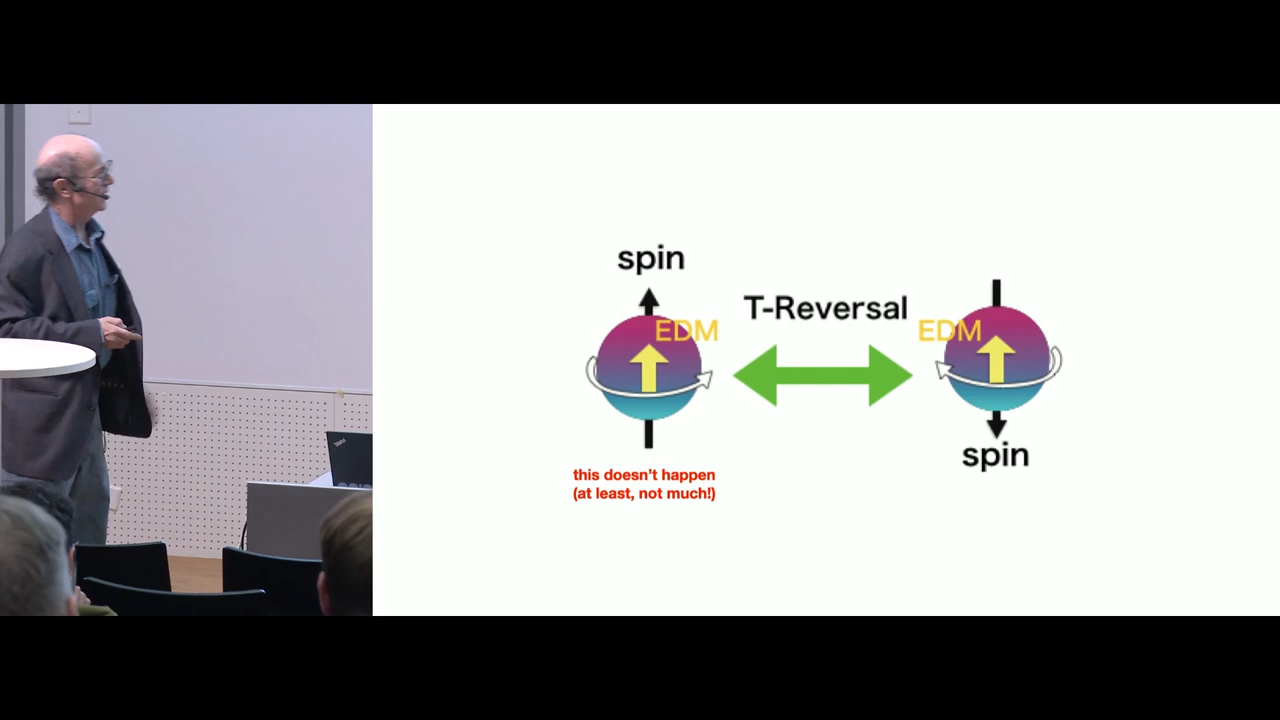 spin
T-Reversal
EDM
EDM
spin
this doesn't happen
(at least, not much!)